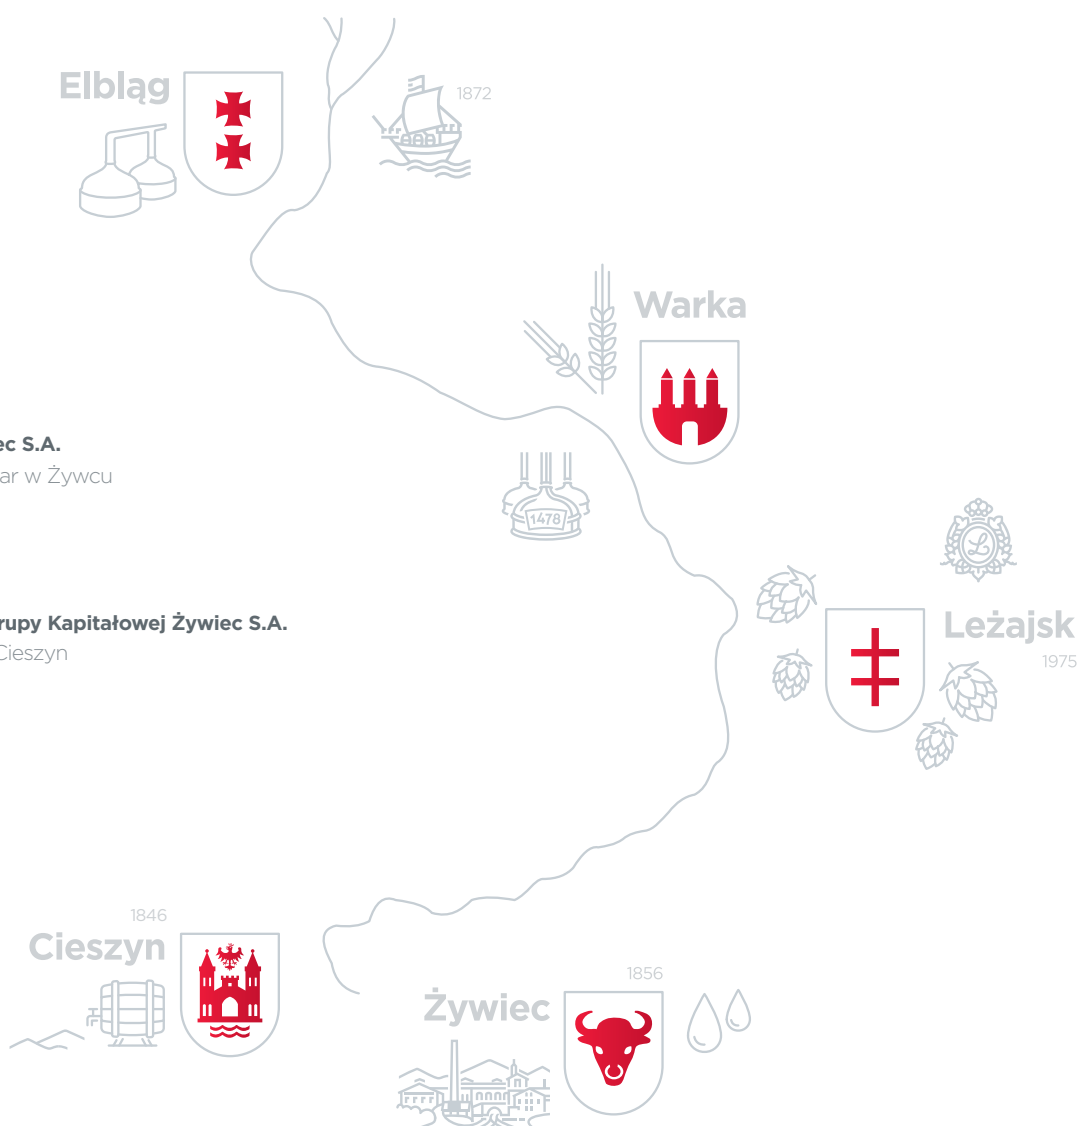 Elbląg
1872
Warka
1478
ec S.A.
ar w Żywcu
L
rupy Kapitałowej Żywiec S.A.
Cieszyn
Leżajsk
1975
1846
Cieszyn
1856
Żywiec